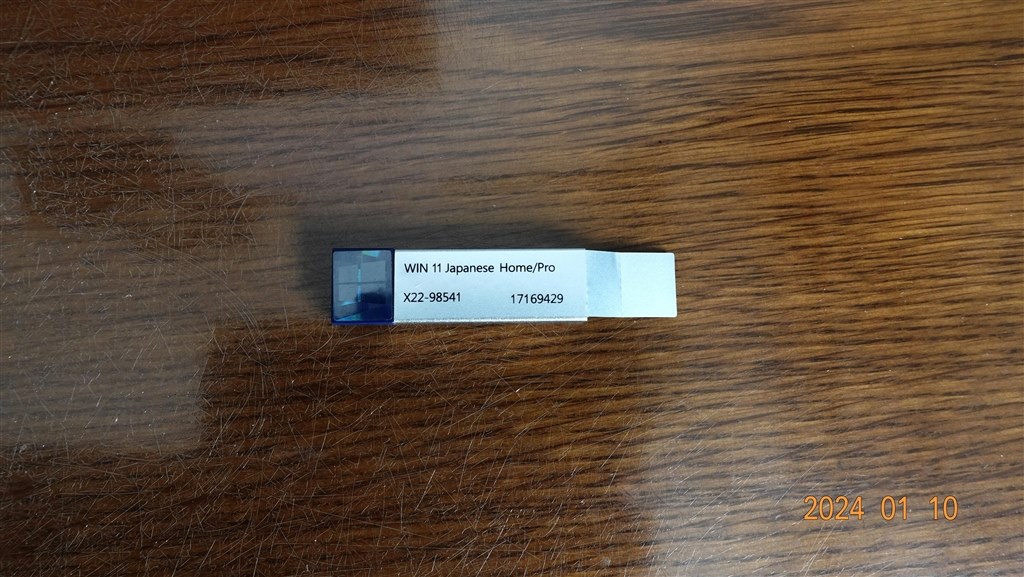 WIN 11 Japanese Home/Pro
X22-98541 17169429
2024 01 10